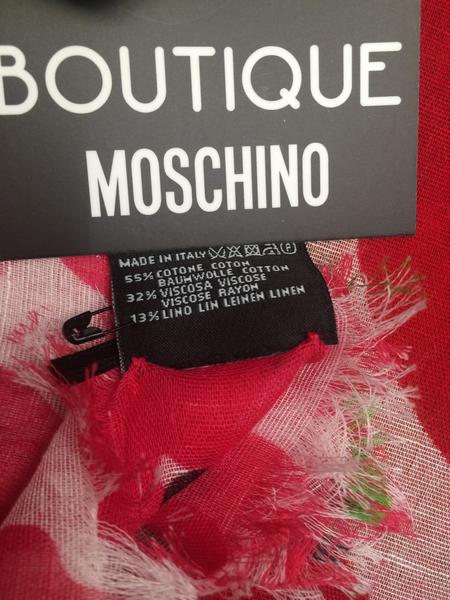 BOUTIQUE
MOSCHINO
MADE IN ITALY
55% COTONE COTON
BAUMWOLLE COTTON
32% VISCOSA VISCOSE
VISCOSE RAYON
13% LINO LIN LEINEN LINEN